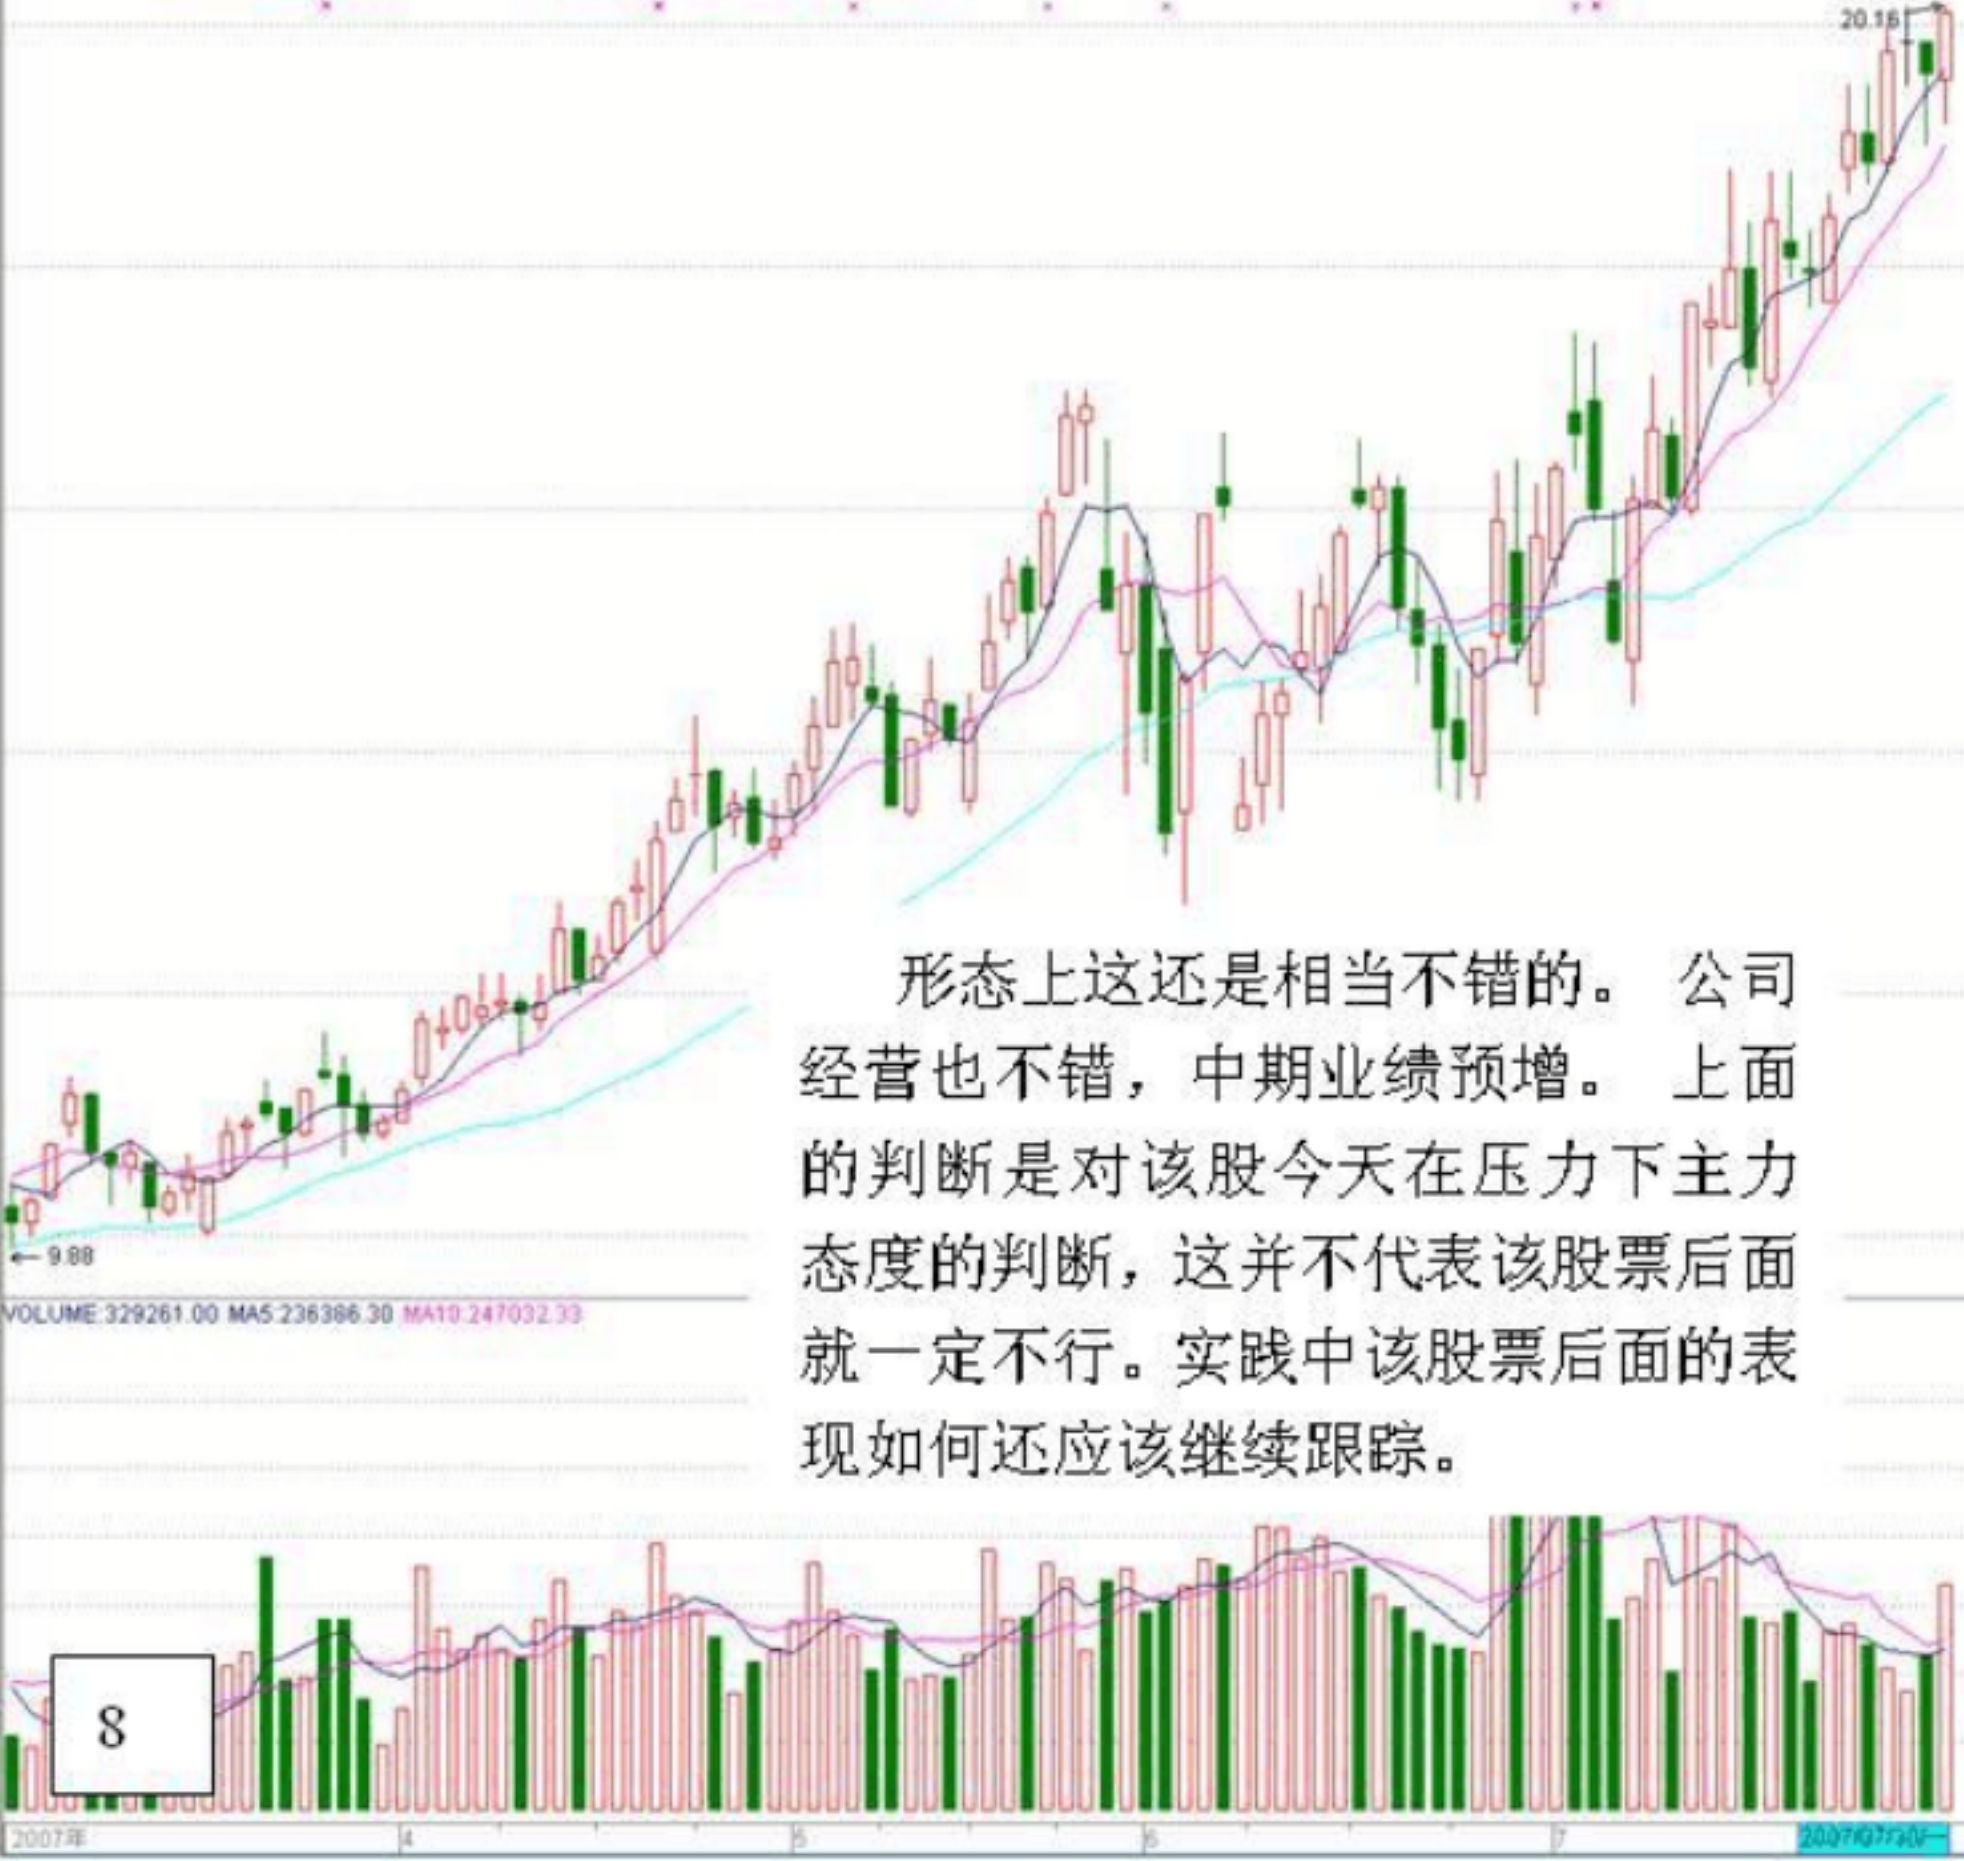 20.16
形态上这还是相当不错的。 公司
经营也不错，中期业绩预增。 上面
的判断是对该股今天在压力下主力
态度的判断，这并不代表该股票后面
就一定不行。实践中该股票后面的表
现如何还应该继续跟踪。
← 9.88
VOLUME:329261.00 MA5:236386.30 MA10:247032.33
8
2007年 4 5 6 7